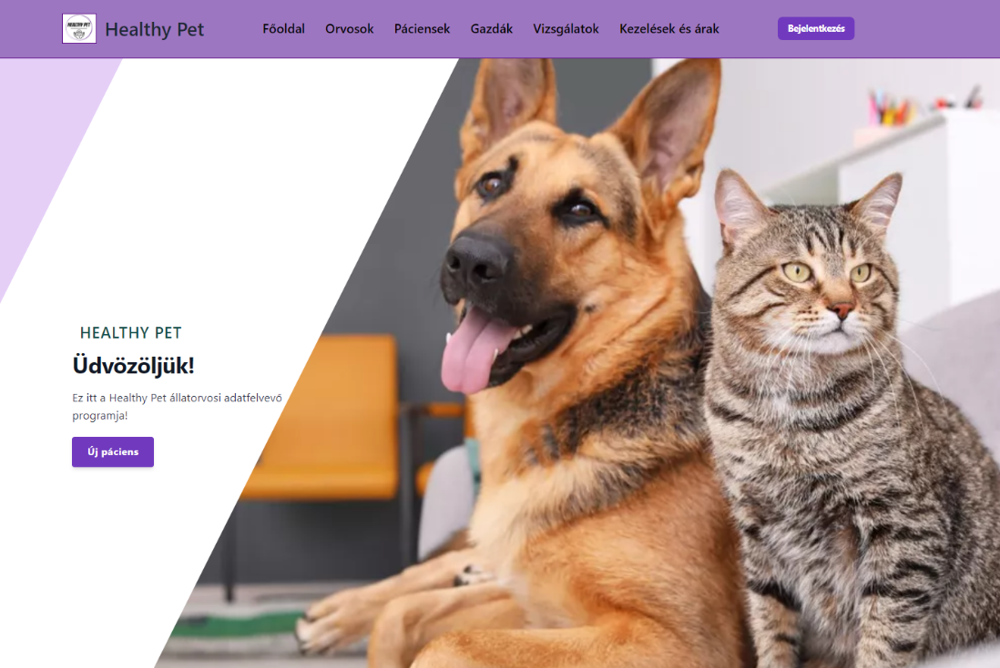 HEALTHY PET
Healthy Pet
Főoldal
Orvosok
Páciensek
Gazdák
Vizsgálatok
Kezelések és árak
Bejelentkezés
HEALTHY PET
Üdvözöljük!
Ez itt a Healthy Pet állatorvosi adatfelvevő
programja!
Új páciens